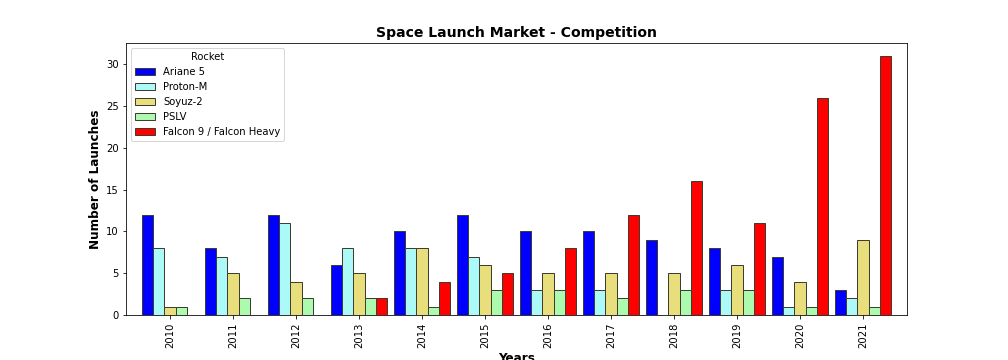 Space Launch Market - Competition
Number of Launches
30
25
20
15
10
5
0
Rocket
Ariane 5
Proton-M
Soyuz-2
PSLV
Falcon 9 / Falcon Heavy
2010
2011
2012
2013
2014
2015
2016
2017
2018
2019
2020
2021
Years